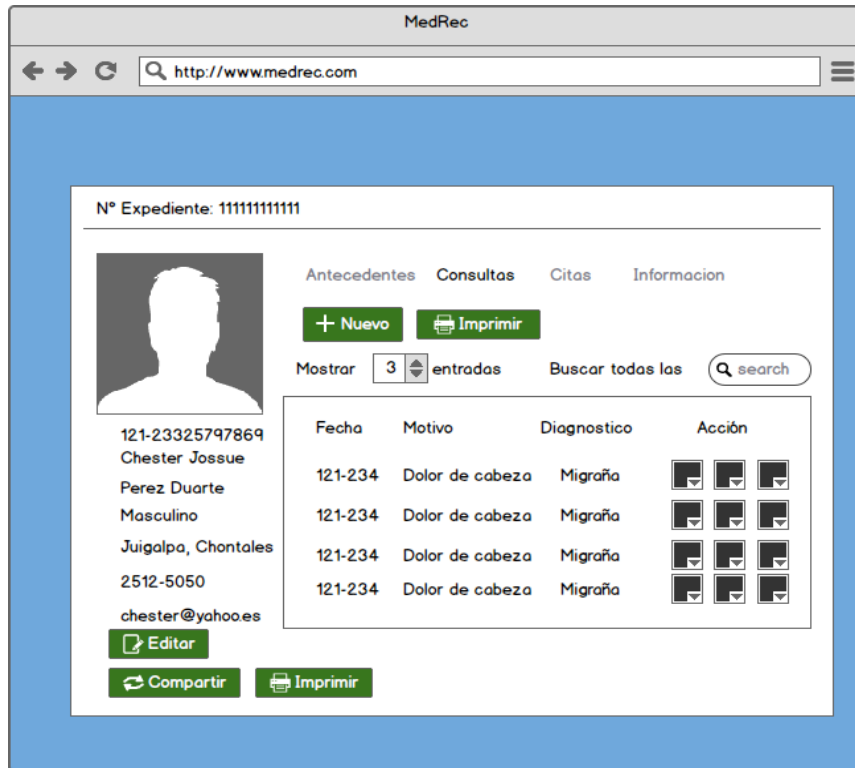 MedRec
http://www.medrec.com
Nº Expediente: 111111111111
Antecedentes Consultas Citas Informacion
Nuevo Imprimir
Mostrar 3 entradas Buscar todas las search
Fecha Motivo Diagnostico Acción
121-234 Dolor de cabeza Migraña
121-234 Dolor de cabeza Migraña
121-234 Dolor de cabeza Migraña
121-234 Dolor de cabeza Migraña
121-23325797869
Chester Jossue
Perez Duarte
Masculino
Juigalpa, Chontales
2512-5050
chester@yahoo.es
Editar
Compartir Imprimir